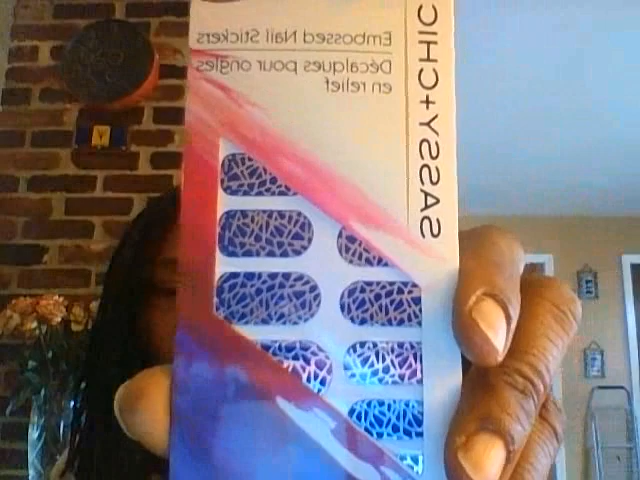 Embossed Nail Stickers
Décalques pour ongles
en relief
SASSY+CHIC